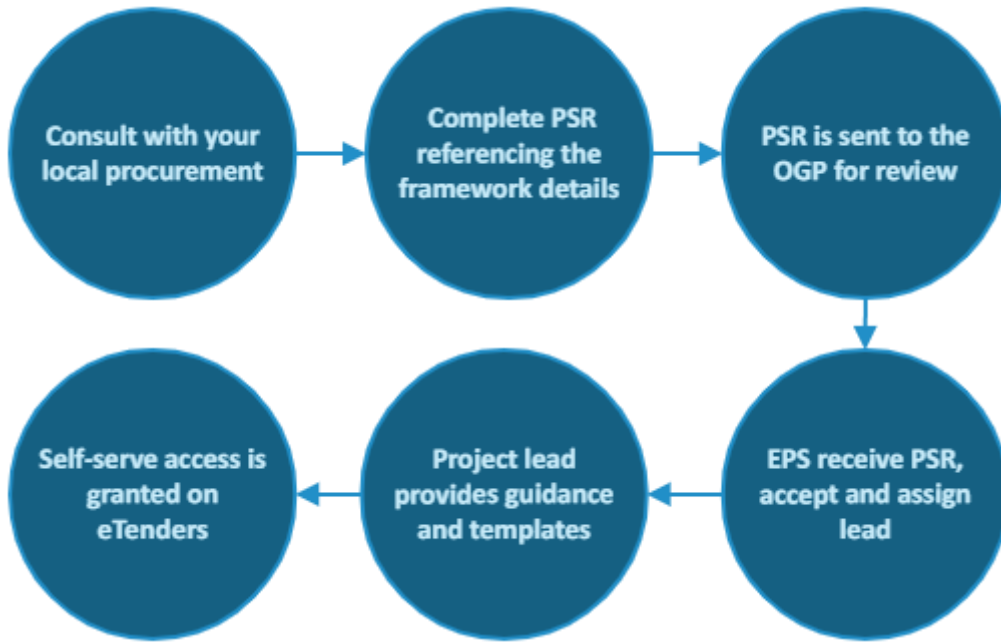 Consult with your
local procurement
Complete PSR
referencing the
framework details
PSR is sent to the
OGP for review
EPS receive PSR,
accept and assign
lead
Project lead
provides guidance
and templates
Self-serve access is
granted on
eTenders